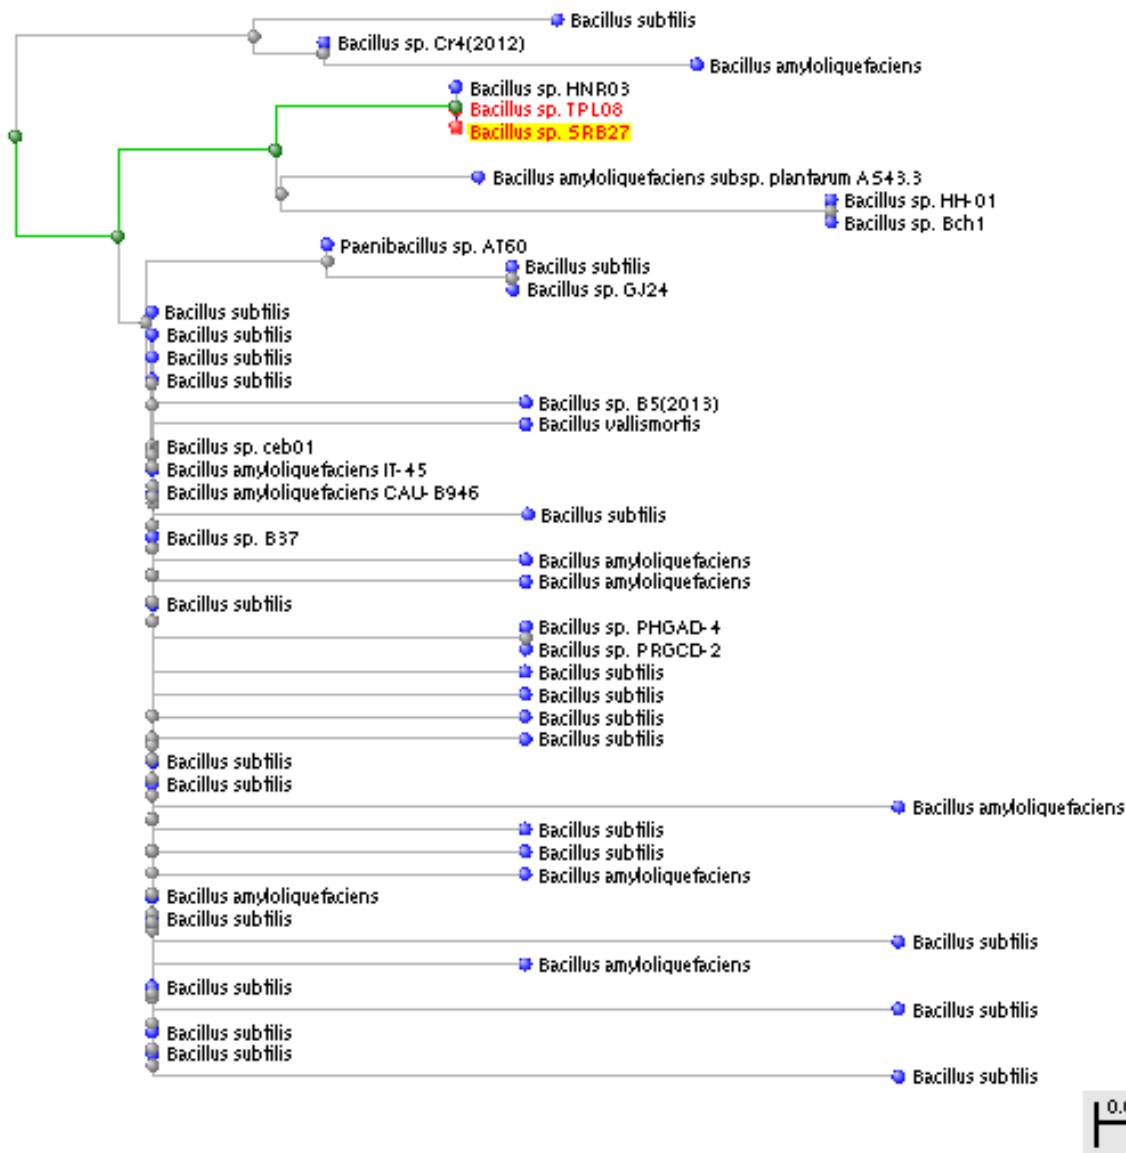 Bacillus subtilis
Bacillus sp. Cr4(2012)
Bacillus amyloliquefaciens
Bacillus sp. HNR03
Bacillus sp. TPL08
Bacillus sp. SRB27
Bacillus amyloliquefaciens subsp. plantarum AS43.3
Bacillus sp. HH-01
Bacillus sp. Bch1
Paenibacillus sp. AT60
Bacillus subtilis
Bacillus sp. GJ24
Bacillus subtilis
Bacillus subtilis
Bacillus subtilis
Bacillus subtilis
Bacillus sp. B5(2013)
Bacillus vallismortis
Bacillus sp. ceb01
Bacillus amyloliquefaciens IT-45
Bacillus amyloliquefaciens CAU-B946
Bacillus subtilis
Bacillus sp. B37
Bacillus amyloliquefaciens
Bacillus amyloliquefaciens
Bacillus subtilis
Bacillus sp. PHGAD-4
Bacillus sp. PRGCD-2
Bacillus subtilis
Bacillus subtilis
Bacillus subtilis
Bacillus subtilis
Bacillus subtilis
Bacillus subtilis
Bacillus amyloliquefaciens
Bacillus subtilis
Bacillus subtilis
Bacillus amyloliquefaciens
Bacillus amyloliquefaciens
Bacillus subtilis
Bacillus subtilis
Bacillus amyloliquefaciens
Bacillus subtilis
Bacillus subtilis
Bacillus subtilis
Bacillus subtilis
Bacillus subtilis